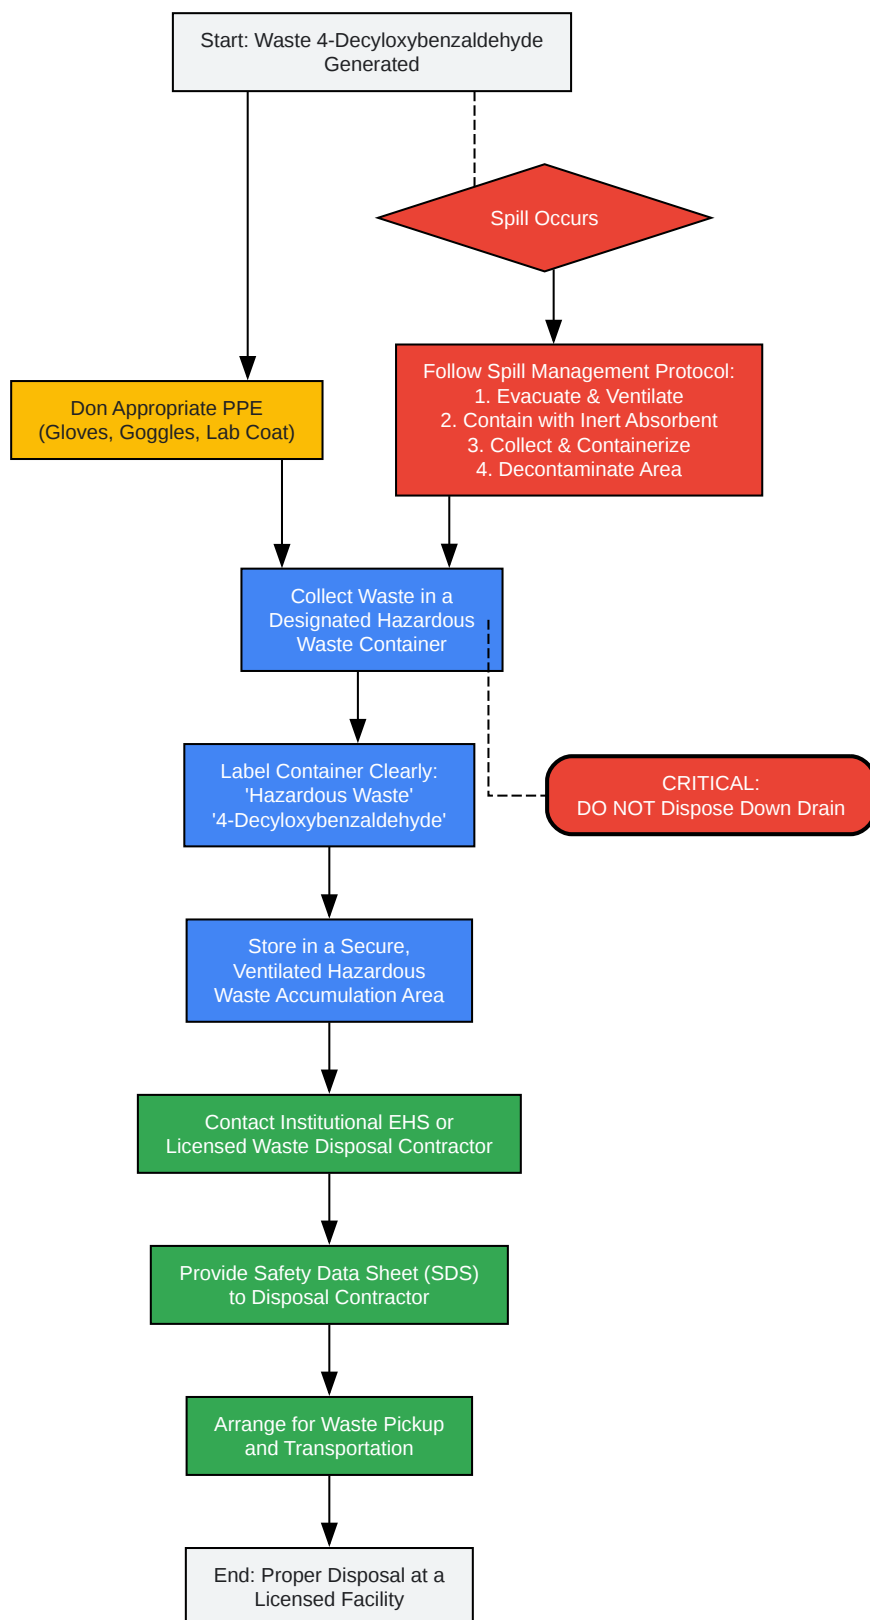 Start: Waste 4-Decyloxybenzaldehyde
Generated
Spill Occurs
Follow Spill Management Protocol:
1. Evacuate & Ventilate
2. Contain with Inert Absorbent
3. Collect & Containerize
4. Decontaminate Area
Don Appropriate PPE
(Gloves, Goggles, Lab Coat)
Collect Waste in a
Designated Hazardous
Waste Container
Label Container Clearly:
'Hazardous Waste'
'4-Decyloxybenzaldehyde'
CRITICAL:
DO NOT Dispose Down Drain
Store in a Secure,
Ventilated Hazardous
Waste Accumulation Area
Contact Institutional EHS or
Licensed Waste Disposal Contractor
Provide Safety Data Sheet (SDS)
to Disposal Contractor
Arrange for Waste Pickup
and Transportation
End: Proper Disposal at a
Licensed Facility